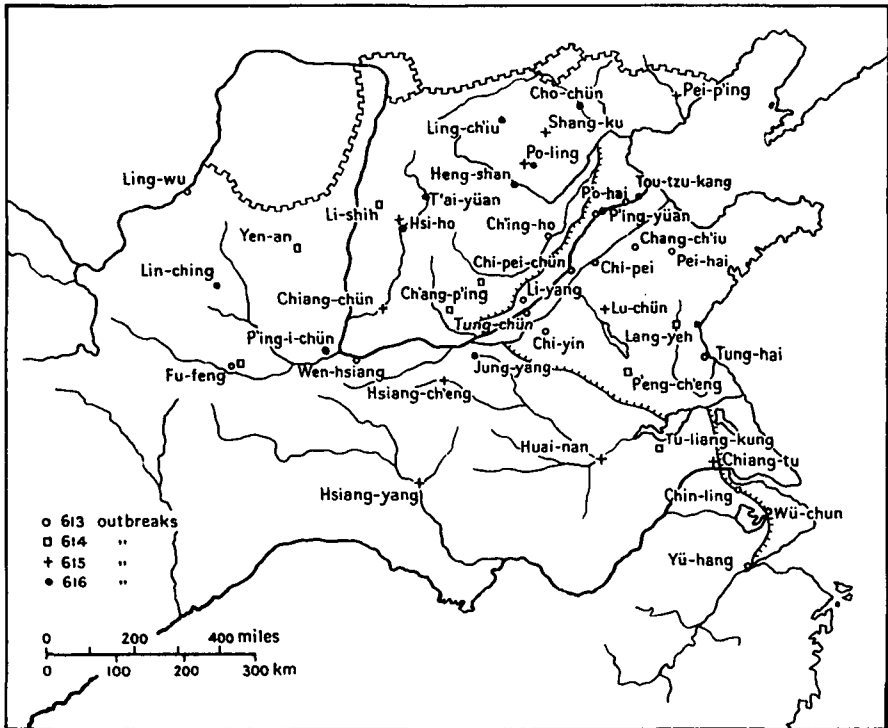 Cho-chün
Pei-p'ing
Ling-ch'iu
Shang-ku
Po-ling
Ling-wu
Heng-shan
Tou-tzu-kang
P'o-hai
T'ai-yüan
Li-shih
P'ing-yüan
Hsi-ho
Ch'ing-ho
Yen-an
Chang-ch'iu
Pei-hai
Chi-pei-chün
Chi-pei
Lin-ching
Li-yang
Chiang-chün
Ch'ang-p'ing
Lu-chün
Tung-chün
Lang-yeh
Chi-yin
P'ing-i-chün
Tung-hai
Fu-feng
Wen-hsiang
Jung-yang
P'eng-ch'eng
Hsiang-ch'eng
Tu-liang-kung
Huai-nan
Chiang-tu
Hsiang-yang
Chin-ling
Wü-chun
Yü-hang
613 outbreaks
614 "
615 "
616 "
0 200 400 miles
0 100 200 300 km